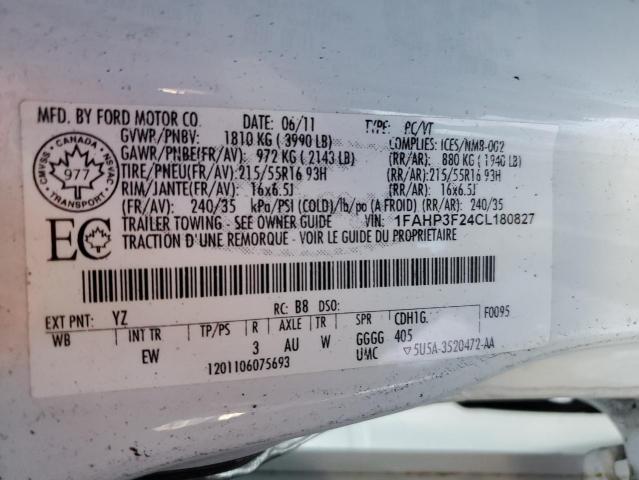 MFD. BY FORD MOTOR CO. DATE: 06/11 TYPE: PC/VT
GVWR/PNBV: 1810 KG ( 3990 LB) COMPLIES: ICES/NMB-002
GAWR/PNBE(FR/AV): 972 KG ( 2143 LB) (RR/AR): 880 KG ( 1940 LB)
TIRE/PNEU(FR/AV): 215/55R16 93H (RR/AR): 215/55R16 93H
RIM/JANTE(FR/AV): 16x6.5J (RR/AR): 16x6.5J
(FR/AV): 240/35 kPa/PSI (COLD)/lb/po (A FROID) (RR/AR): 240/35
TRAILER TOWING - SEE OWNER GUIDE VIN: 1FAHP3F24CL180827
TRACTION D'UNE REMORQUE - VOIR LE GUIDE DU PROPRIETAIRE
CANADA
CMVSS NSVAC
977
TRANSPORT
EC
EXT PNT: YZ RC: B8 DSO: F0095
WB INT TR TP/PS R AXLE TR SPR CDH1G.
EW 3 AU W GGGG 405
1201106075693 UMC ▽5U5A-3520472-AA